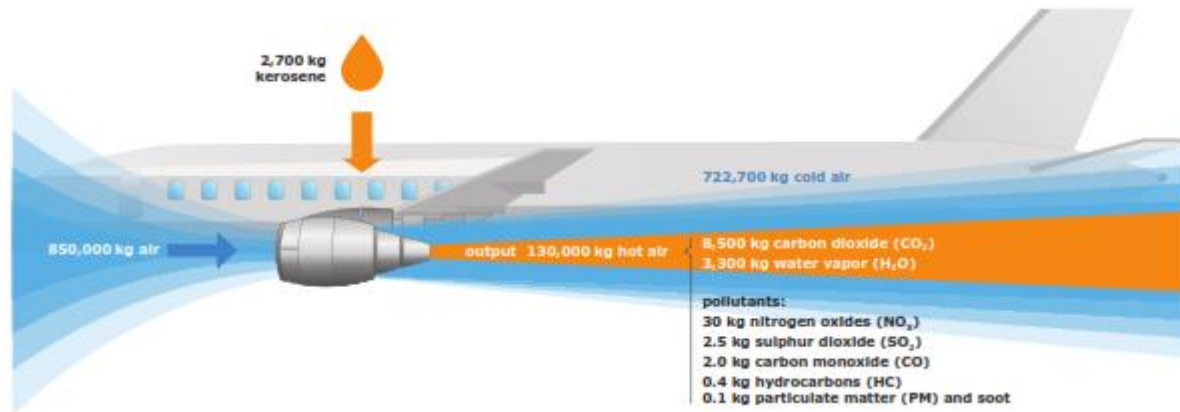 2,700 kg
kerosene
722,700 kg cold air
850,000 kg air
output 130,000 kg hot air
8,500 kg carbon dioxide (CO₂)
3,300 kg water vapor (H₂O)
pollutants:
30 kg nitrogen oxides (NOₓ)
2.5 kg sulphur dioxide (SO₂)
2.0 kg carbon monoxide (CO)
0.4 kg hydrocarbons (HC)
0.1 kg particulate matter (PM) and soot